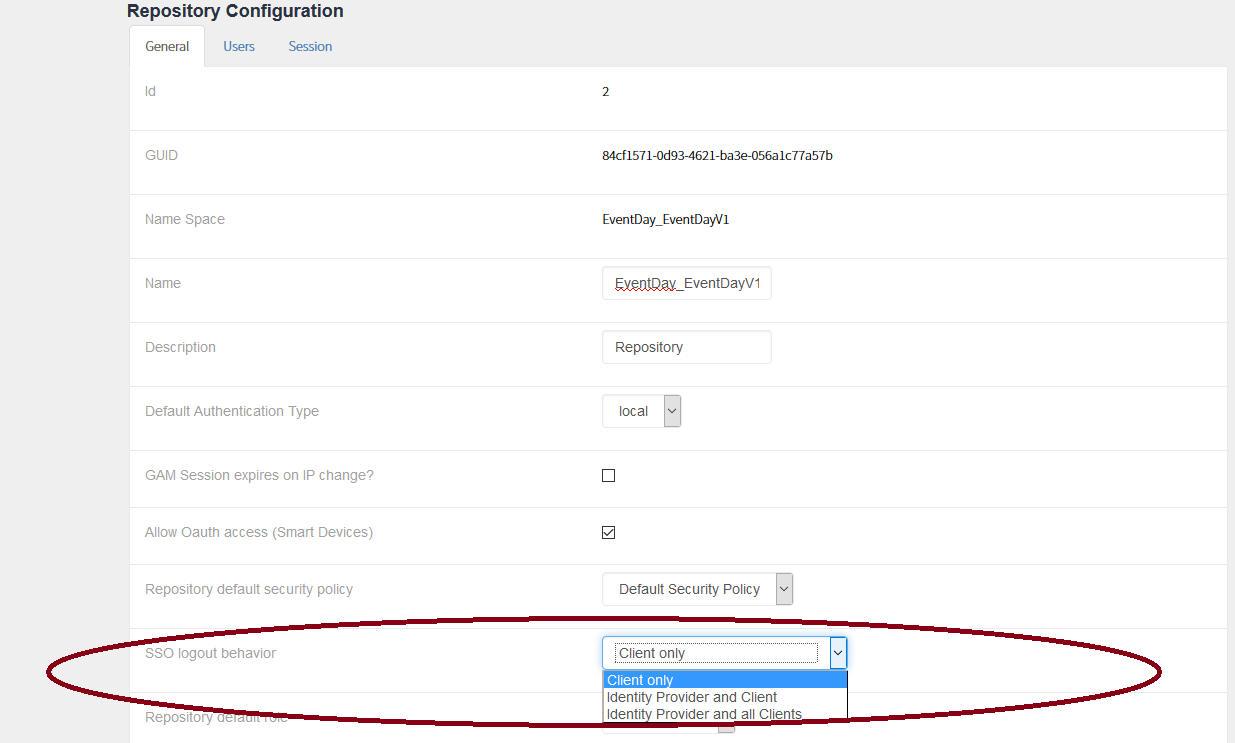 Repository Configuration
General Users Session
Id 2
GUID 84cf1571-0d93-4621-ba3e-056a1c77a57b
Name Space EventDay_EventDayV1
Name EventDay_EventDayV1
Description Repository
Default Authentication Type local
GAM Session expires on IP change?
Allow Oauth access (Smart Devices)
Repository default security policy Default Security Policy
SSO logout behavior Client only
Client only
Identity Provider and Client
Identity Provider and all Clients
Repository default role